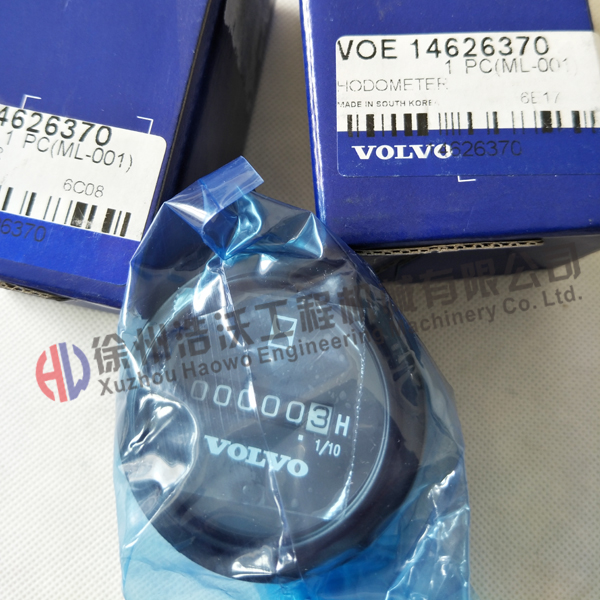 VOE 14626370
1 PC(ML-001)
HODOMETER
MADE IN SOUTH KOREA
6E17
VOLVO
14626370
14626370
1 PC(ML-001)
6C08
26370
徐州浩沃工程机械有限公司
Xuzhou Haowo Engineering Machinery Co. Ltd.
000003H
1/10
VOLVO